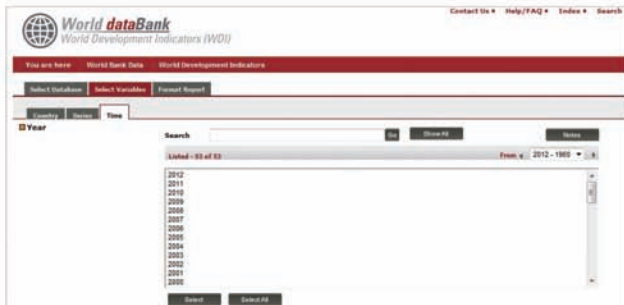 Contact Us Help/FAQ Index Search
World dataBank
World Development Indicators (WDI)
You are here World Bank Data World Development Indicators
Select Database Select Variables Format Report
Country Series Time
Year
Search Go Show All Notes
Listed - 53 of 53 From 2012 - 1960
2012
2011
2010
2009
2008
2007
2006
2005
2004
2003
2002
2001
2000
Select Select All